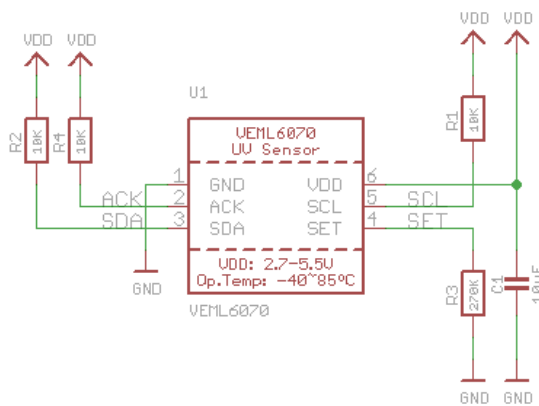 VDD VDD
VDD VDD
U1
R2 10K R4 10K
R1 10K
VEML6070
UV Sensor
1 GND VDD 6
ACK 2 ACK SCL 5 SCL
SDA 3 SDA SET 4 SET
VDD: 2.7-5.5V
Op.Temp: -40~85ºC
GND
VEML6070
R3 270K C1 10uF
GND GND